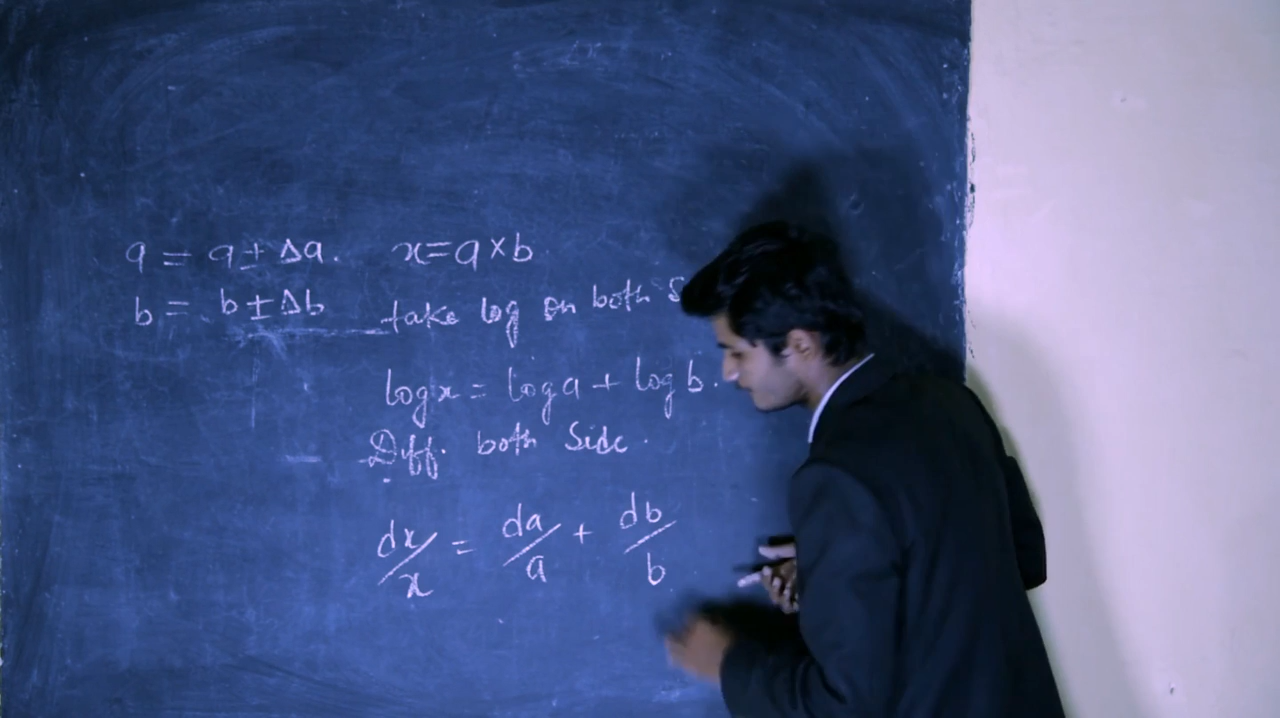 a = a ± Δa. x = a × b
b = b ± Δb take log on both
log x = log a + log b.
Diff. both Side.
dx/x = da/a + db/b